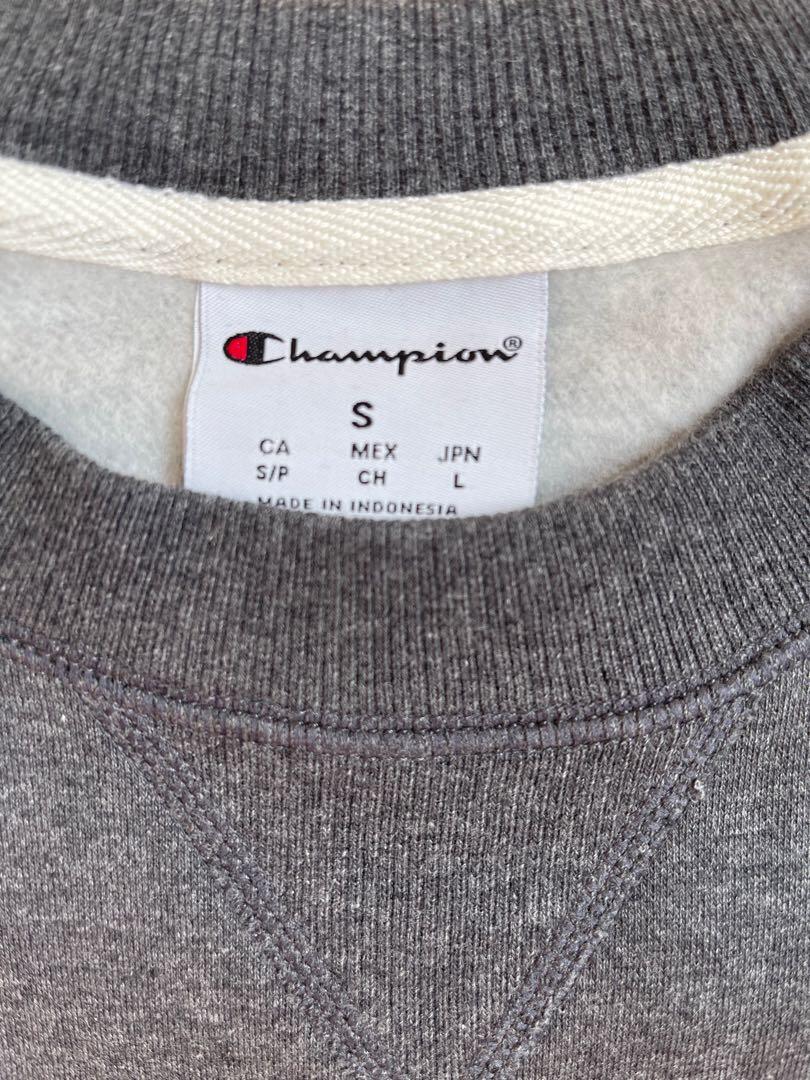 Champion®
S
CA MEX JPN
S/P CH L
MADE IN INDONESIA